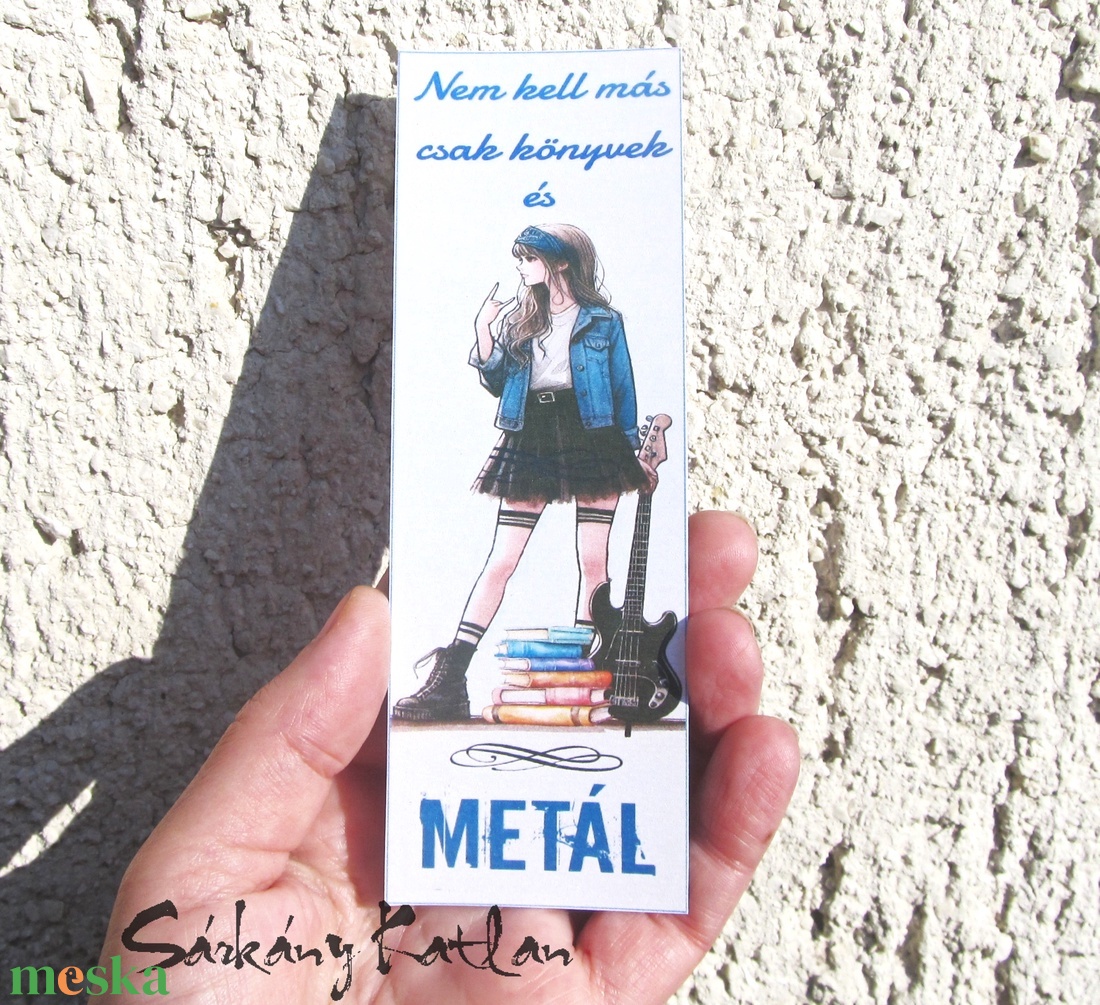 Nem kell más
csak könyvek
és
METÁL
Sárkány Katlan
meska